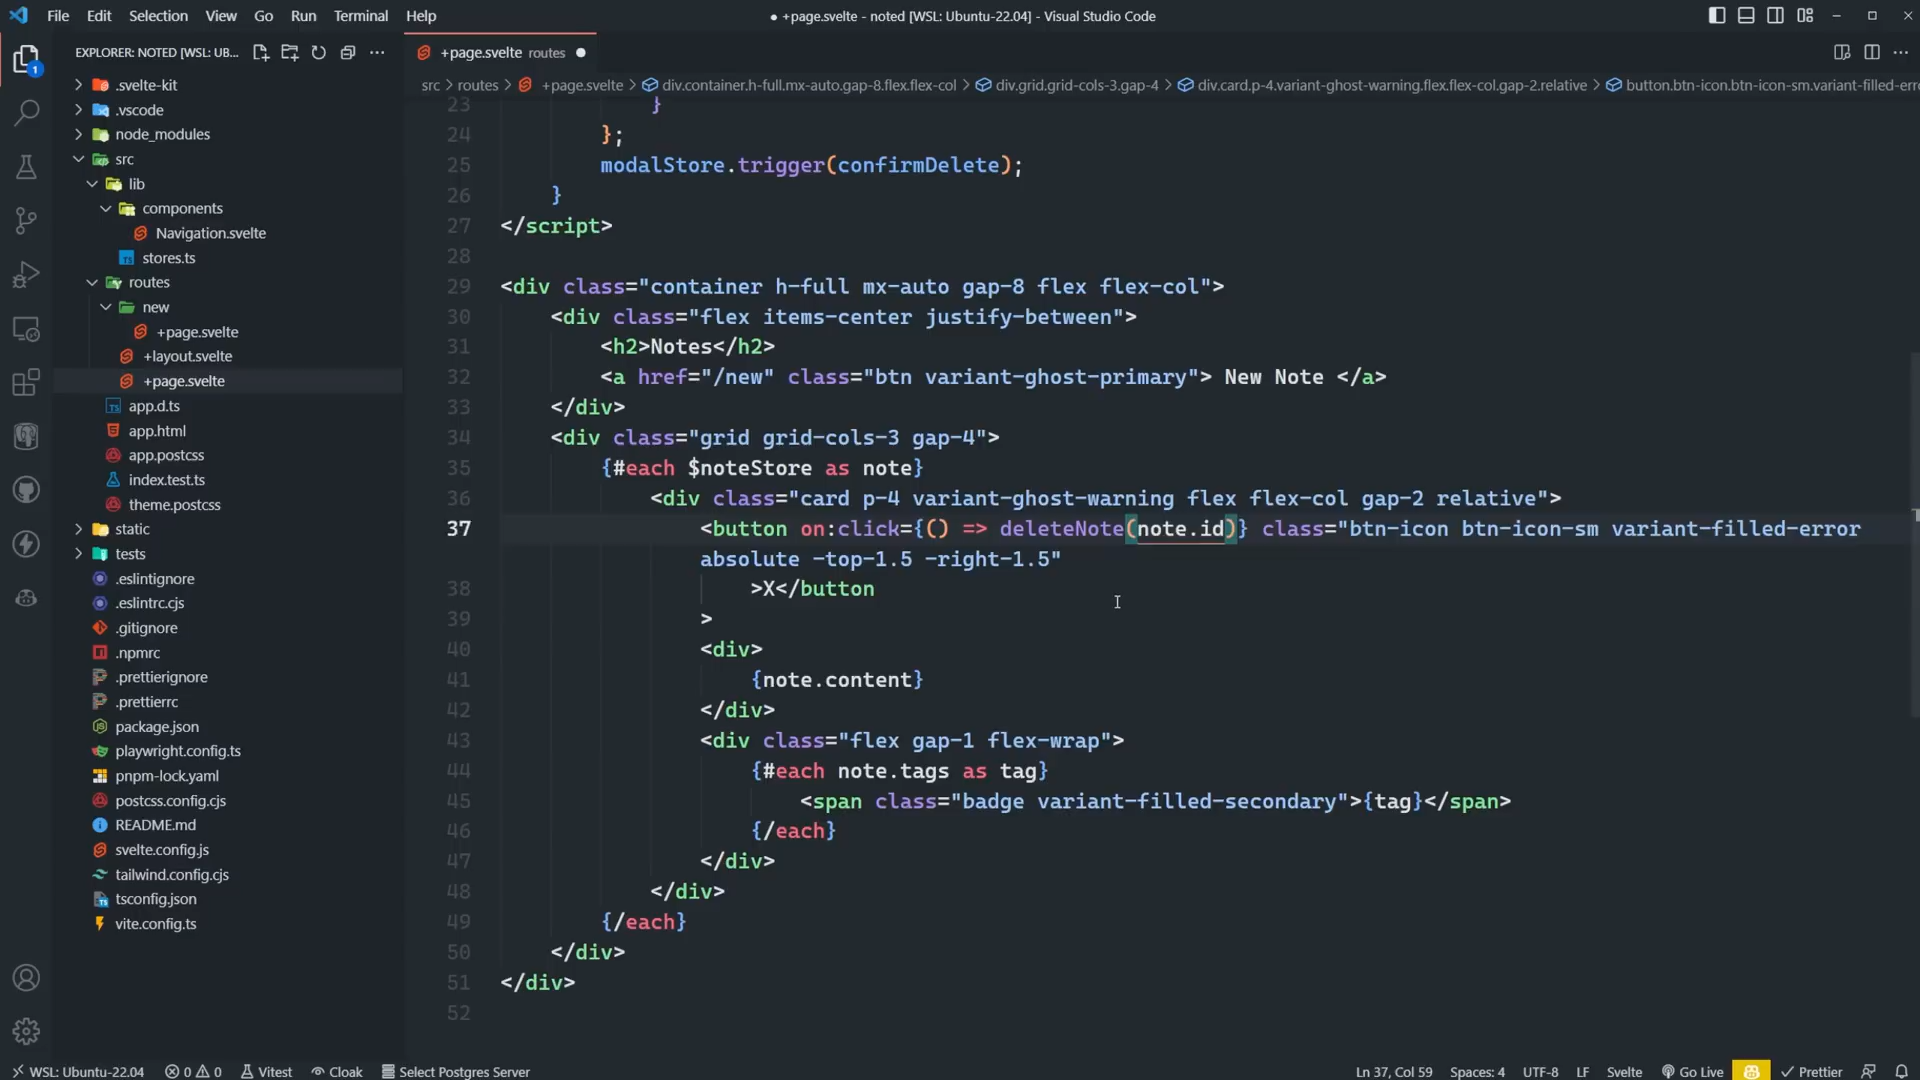 File Edit Selection View Go Run Terminal Help
● +page.svelte - noted [WSL: Ubuntu-22.04] - Visual Studio Code
EXPLORER: NOTED [WSL: UB...
1
.svelte-kit
.vscode
node_modules
src
lib
components
Navigation.svelte
stores.ts
routes
new
+page.svelte
+layout.svelte
+page.svelte
app.d.ts
app.html
app.postcss
index.test.ts
theme.postcss
static
tests
.eslintignore
.eslintrc.cjs
.gitignore
.npmrc
.prettierignore
.prettierrc
package.json
playwright.config.ts
pnpm-lock.yaml
postcss.config.cjs
README.md
svelte.config.js
tailwind.config.cjs
tsconfig.json
vite.config.ts
+page.svelte routes ●
src > routes > +page.svelte > div.container.h-full.mx-auto.gap-8.flex.flex-col > div.grid.grid-cols-3.gap-4 > div.card.p-4.variant-ghost-warning.flex.flex-col.gap-2.relative > button.btn-icon.btn-icon-sm.variant-filled-erro
23 }
24 };
25 modalStore.trigger(confirmDelete);
26 }
27 </script>
28
29 <div class="container h-full mx-auto gap-8 flex flex-col">
30 <div class="flex items-center justify-between">
31 <h2>Notes</h2>
32 <a href="/new" class="btn variant-ghost-primary"> New Note </a>
33 </div>
34 <div class="grid grid-cols-3 gap-4">
35 {#each $noteStore as note}
36 <div class="card p-4 variant-ghost-warning flex flex-col gap-2 relative">
37 <button on:click={() => deleteNote(note.id)} class="btn-icon btn-icon-sm variant-filled-error
absolute -top-1.5 -right-1.5"
38 >X</button
39 >
40 <div>
41 {note.content}
42 </div>
43 <div class="flex gap-1 flex-wrap">
44 {#each note.tags as tag}
45 <span class="badge variant-filled-secondary">{tag}</span>
46 {/each}
47 </div>
48 </div>
49 {/each}
50 </div>
51 </div>
52
WSL: Ubuntu-22.04 0 0 Vitest Cloak Select Postgres Server Ln 37, Col 59 Spaces: 4 UTF-8 LF Svelte Go Live Prettier